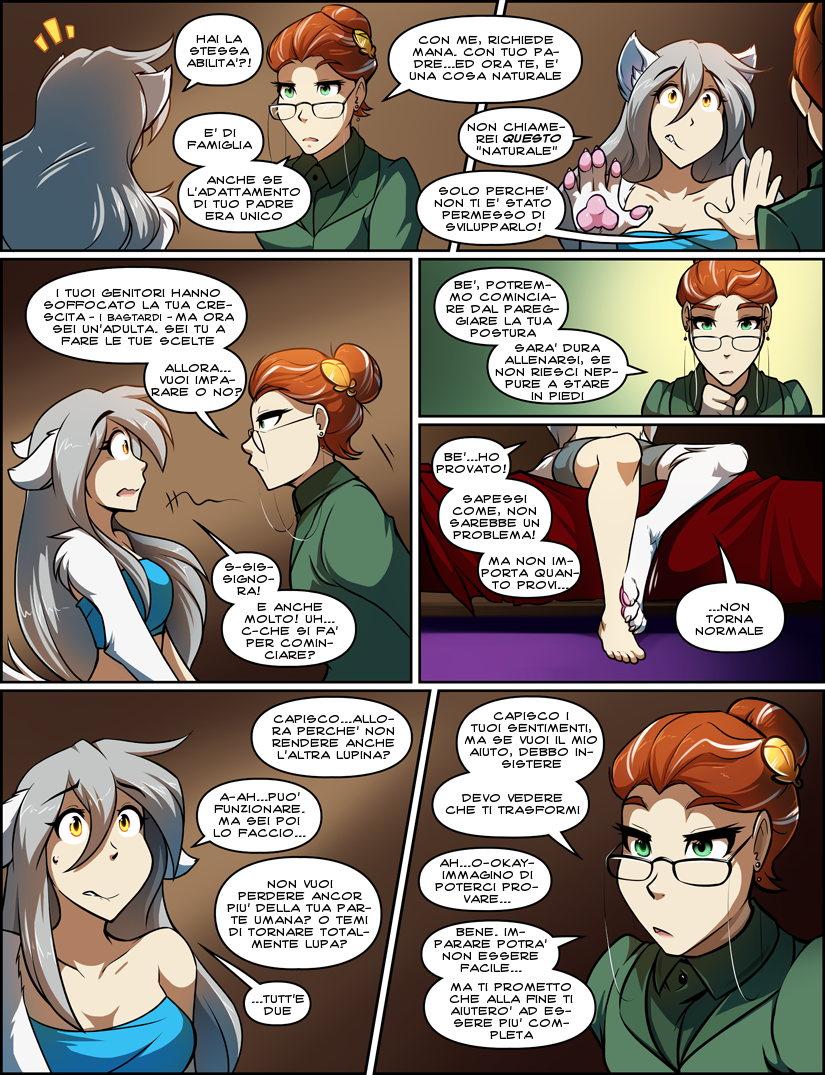 HAI LA
STESSA
ABILITA'?!
CON ME, RICHIEDE
MANA. CON TUO PA-
DRE...ED ORA TE, E'
UNA COSA NATURALE
E' DI
FAMIGLIA
ANCHE SE
L'ADATTAMENTO
DI TUO PADRE
ERA UNICO
NON CHIAME-
REI QUESTO
"NATURALE"
SOLO PERCHE'
NON TI E' STATO
PERMESSO DI
SVILUPPARLO!
I TUOI GENITORI HANNO
SOFFOCATO LA TUA CRE-
SCITA - I BASTARDI - MA ORA
SEI UN'ADULTA. SEI TU A
FARE LE TUE SCELTE
ALLORA...
VUOI IMPA-
RARE O NO?
S-SIS-
SIGNO-
RA!
E ANCHE
MOLTO! UH...
C-CHE SI FA'
PER COMIN-
CIARE?
BE', POTREM-
MO COMINCIA-
RE DAL PAREG-
GIARE LA TUA
POSTURA
SARA' DURA
ALLENARSI, SE
NON RIESCI NEP-
PURE A STARE
IN PIEDI
BE'...HO
PROVATO!
SAPESSI
COME, NON
SAREBBE UN
PROBLEMA!
MA NON IM-
PORTA QUAN-
TO PROVI...
...NON
TORNA
NORMALE
CAPISCO...ALLO-
RA PERCHE' NON
RENDERE ANCHE
L'ALTRA LUPINA?
A-AH...PUO'
FUNZIONARE.
MA SEI POI
LO FACCIO...
NON VUOI
PERDERE ANCOR
PIU' DELLA TUA PAR-
TE UMANA? O TEMI
DI TORNARE TOTAL-
MENTE LUPA?
...TUTT'E
DUE
CAPISCO I
TUOI SENTIMENTI,
MA SE VUOI IL MIO
AIUTO, DEBBO IN-
SISTERE
DEVO VEDERE
CHE TI TRASFORMI
AH...O-OKAY-
IMMAGINO DI
POTERCI PRO-
VARE...
BENE. IM-
PARARE POTRA'
NON ESSERE
FACILE...
MA TI PROMETTO
CHE ALLA FINE TI
AIUTERO' AD ES-
SERE PIU' COM-
PLETA